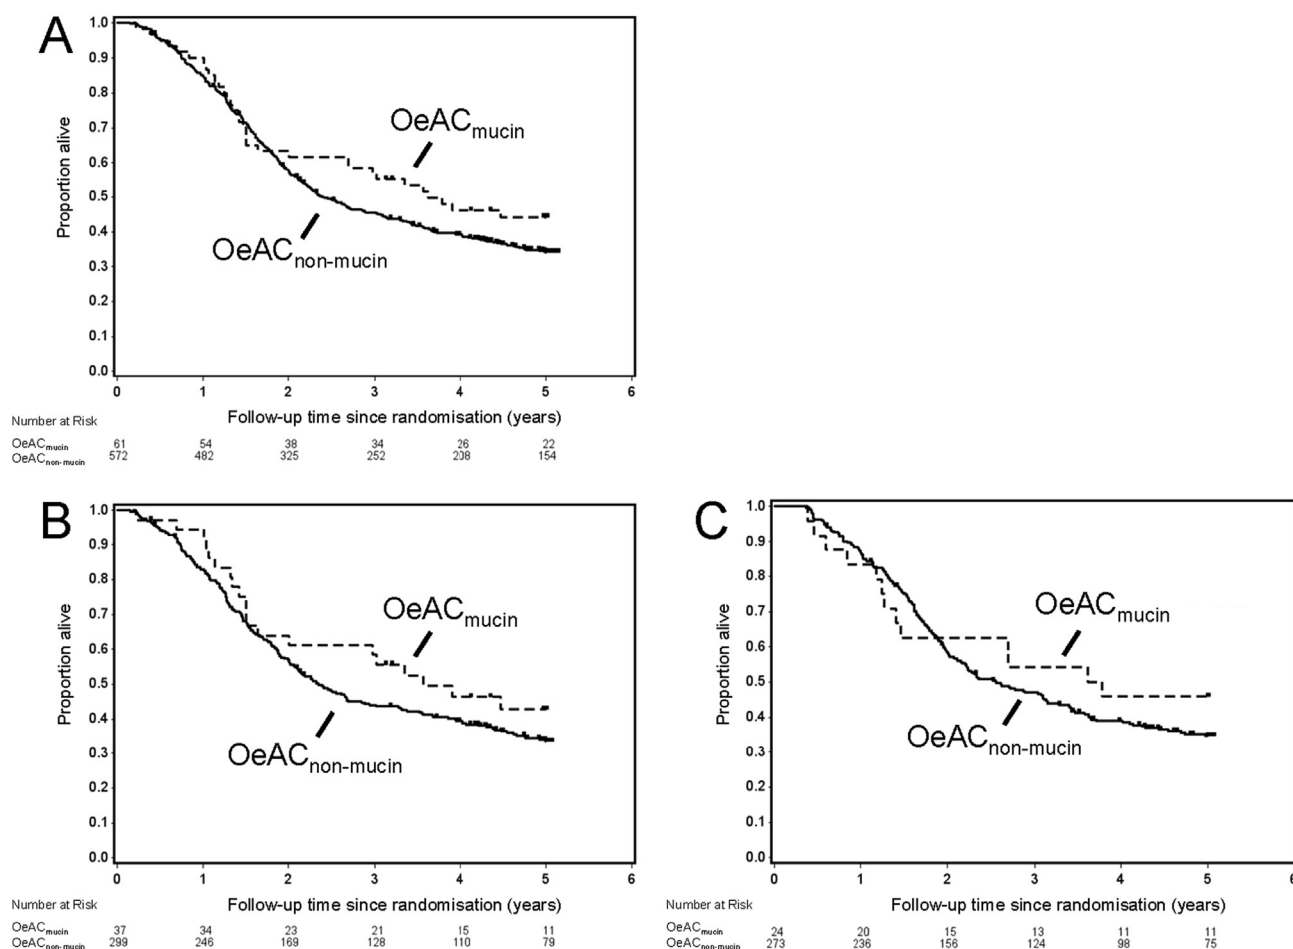 A
Proportion alive
1.0
0.9
0.8
0.7
0.6
0.5
0.4
0.3
0.2
0.1
0.0
OeACmucin
OeACnon-mucin
0 1 2 3 4 5 6
Follow-up time since randomisation (years)
Number at Risk
OeACmucin 61 54 38 34 26 22
OeACnon-mucin 572 482 325 252 208 154
B
Proportion alive
1.0
0.9
0.8
0.7
0.6
0.5
0.4
0.3
0.2
0.1
0.0
OeACmucin
OeACnon-mucin
0 1 2 3 4 5 6
Follow-up time since randomisation (years)
Number at Risk
OeACmucin 37 34 23 21 15 11
OeACnon-mucin 299 246 169 128 110 79
C
Proportion alive
1.0
0.9
0.8
0.7
0.6
0.5
0.4
0.3
0.2
0.1
0.0
OeACmucin
OeACnon-mucin
0 1 2 3 4 5 6
Follow-up time since randomisation (years)
Number at Risk
OeACmucin 24 20 15 13 11 11
OeACnon-mucin 273 236 156 124 98 75